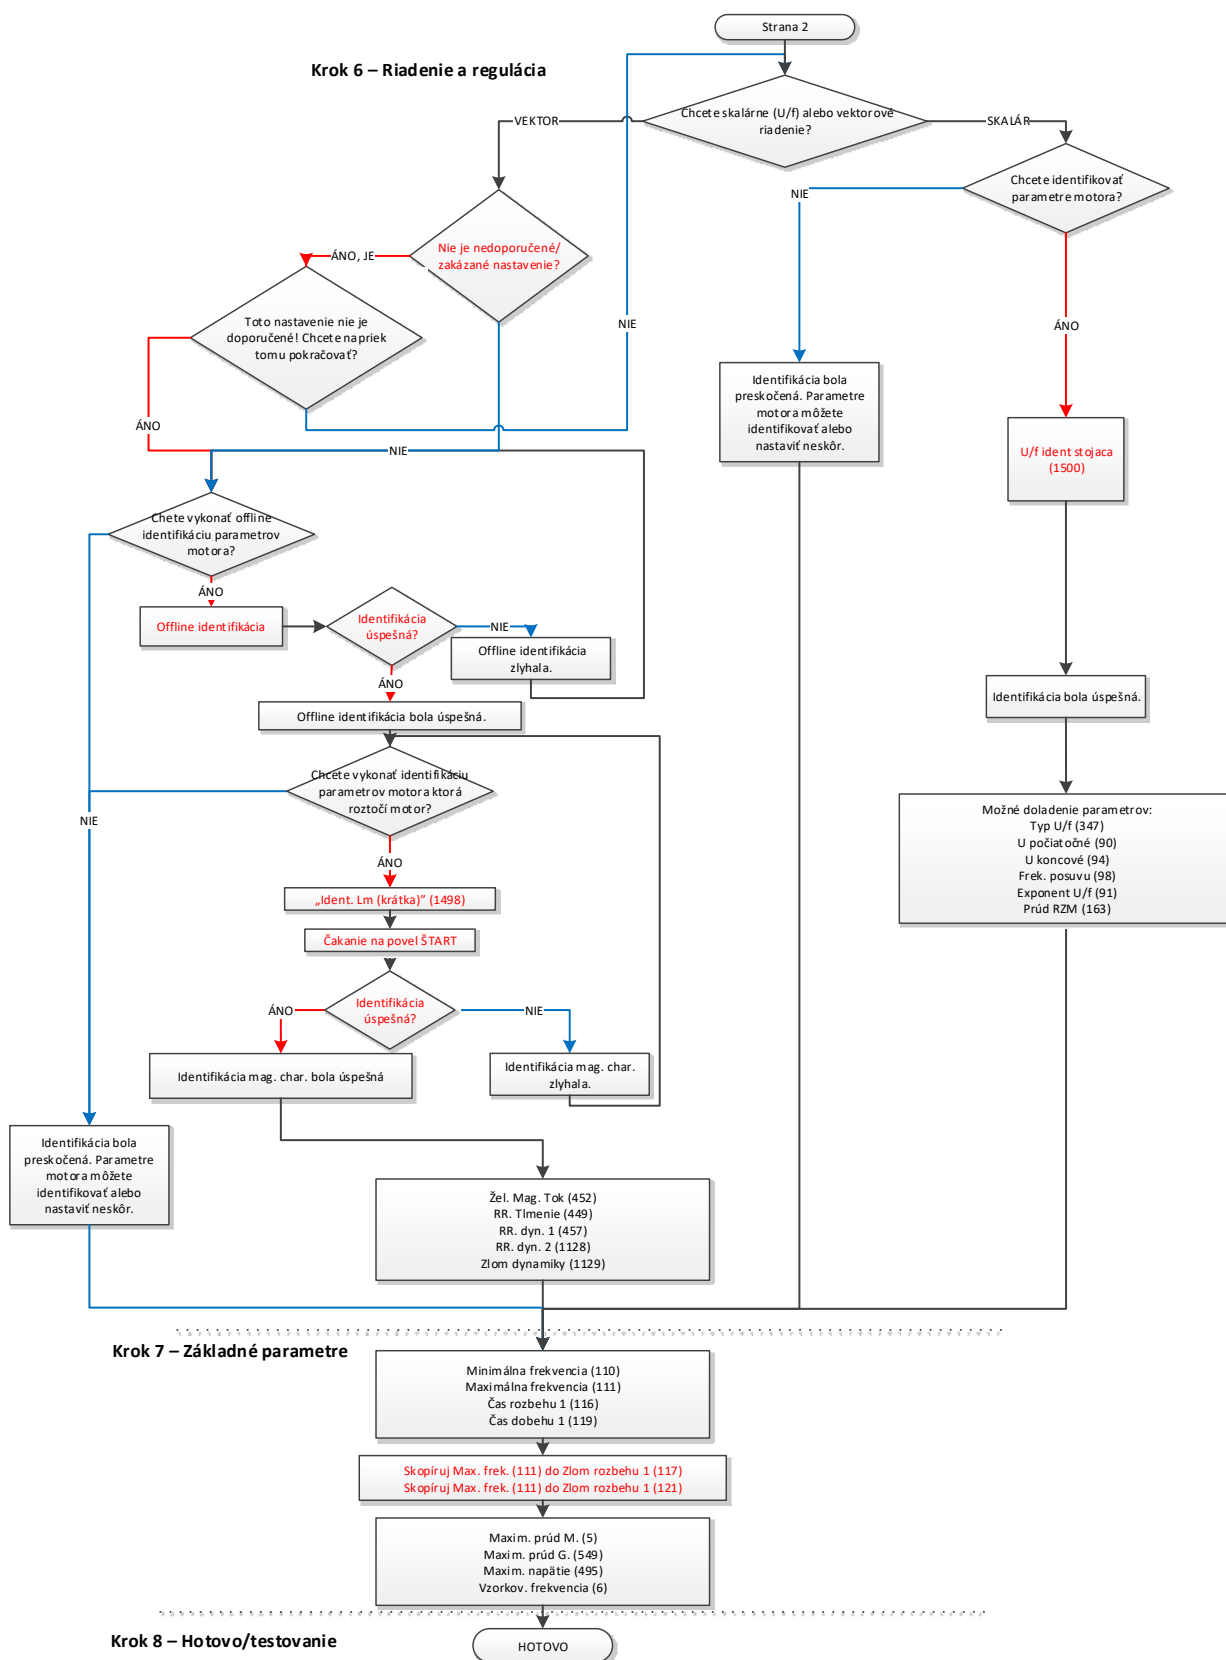 Strana 2
Krok 6 – Riadenie a regulácia
Chcete skalárne (U/f) alebo vektorové
riadenie?
VEKTOR
SKALÁR
Chcete identifikovať
parametre motora?
NIE
ÁNO
Nie je nedoporučené/
zakázané nastavenie?
ÁNO, JE
Toto nastavenie nie je
doporučené! Chcete napriek
tomu pokračovať?
NIE
ÁNO
NIE
Identifikácia bola
preskočená. Parametre
motora môžete
identifikovať alebo
nastaviť neskôr.
U/f ident stojaca
(1500)
Chete vykonať offline
identifikáciu parametrov
motora?
ÁNO
Offline identifikácia
Identifikácia
úspešná?
NIE
Offline identifikácia
zlyhala.
ÁNO
Offline identifikácia bola úspešná.
Identifikácia bola úspešná.
Chcete vykonať identifikáciu
parametrov motora ktorá
roztočí motor?
NIE
ÁNO
Možné doladenie parametrov:
Typ U/f (347)
U počiatočné (90)
U koncové (94)
Frek. posuvu (98)
Exponent U/f (91)
Prúd RZM (163)
„Ident. Lm (krátka)” (1498)
Čakanie na povel ŠTART
Identifikácia
úspešná?
ÁNO
NIE
Identifikácia mag. char. bola úspešná
Identifikácia mag. char.
zlyhala.
Identifikácia bola
preskočená. Parametre
motora môžete
identifikovať alebo
nastaviť neskôr.
Žel. Mag. Tok (452)
RR. Tlmenie (449)
RR. dyn. 1 (457)
RR. dyn. 2 (1128)
Zlom dynamiky (1129)
Krok 7 – Základné parametre
Minimálna frekvencia (110)
Maximálna frekvencia (111)
Čas rozbehu 1 (116)
Čas dobehu 1 (119)
Skopíruj Max. frek. (111) do Zlom rozbehu 1 (117)
Skopíruj Max. frek. (111) do Zlom rozbehu 1 (121)
Maxim. prúd M. (5)
Maxim. prúd G. (549)
Maxim. napätie (495)
Vzorkov. frekvencia (6)
Krok 8 – Hotovo/testovanie
HOTOVO